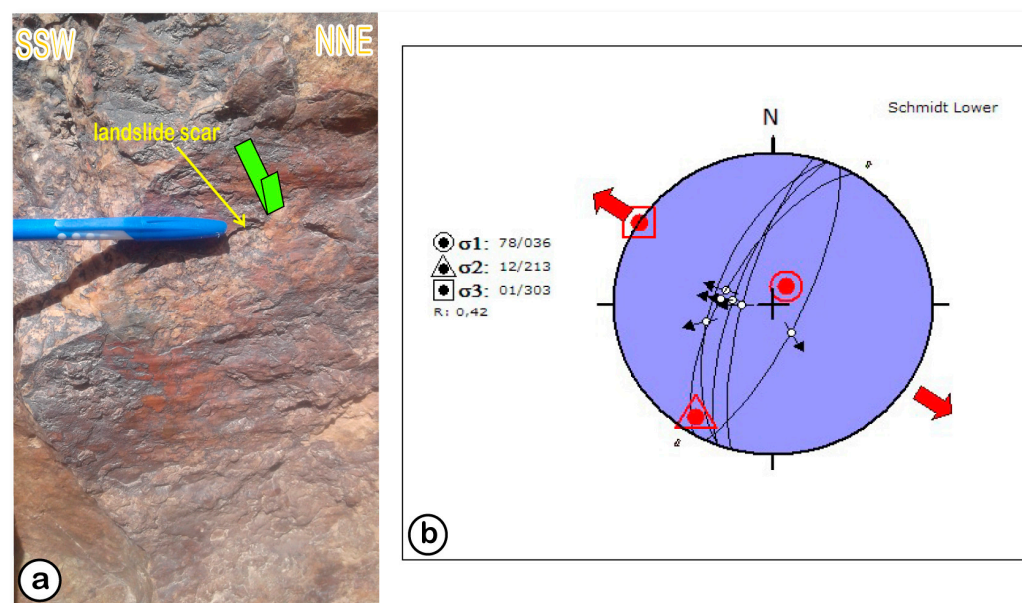 SSW NNE
landslide scar
a
N
Schmidt Lower
σ1: 78/036
σ2: 12/213
σ3: 01/303
R: 0,42
b